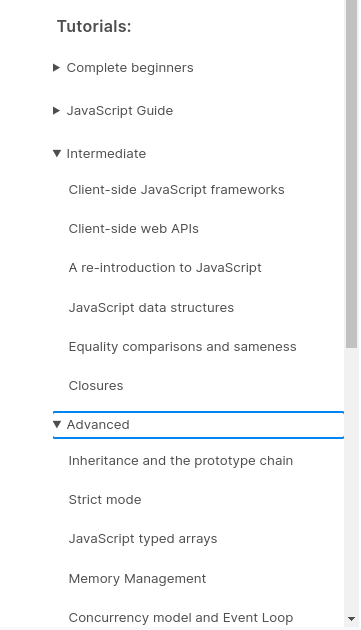 Tutorials:
Complete beginners
JavaScript Guide
Intermediate
Client-side JavaScript frameworks
Client-side web APIs
A re-introduction to JavaScript
JavaScript data structures
Equality comparisons and sameness
Closures
Advanced
Inheritance and the prototype chain
Strict mode
JavaScript typed arrays
Memory Management
Concurrency model and Event Loop